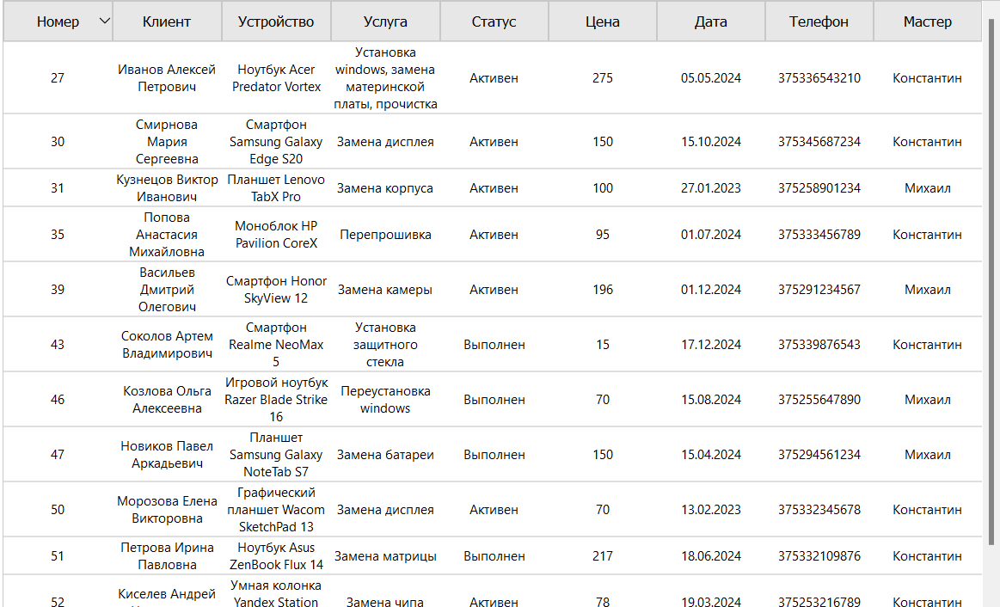 Номер Клиент Устройство Услуга Статус Цена Дата Телефон Мастер
27 Иванов Алексей Петрович Ноутбук Acer Predator Vortex Установка windows, замена материнской платы, прочистка Активен 275 05.05.2024 375336543210 Константин
30 Смирнова Мария Сергеевна Смартфон Samsung Galaxy Edge S20 Замена дисплея Активен 150 15.10.2024 375345687234 Константин
31 Кузнецов Виктор Иванович Планшет Lenovo TabX Pro Замена корпуса Активен 100 27.01.2023 375258901234 Михаил
35 Попова Анастасия Михайловна Моноблок HP Pavilion CoreX Перепрошивка Активен 95 01.07.2024 375333456789 Константин
39 Васильев Дмитрий Олегович Смартфон Honor SkyView 12 Замена камеры Активен 196 01.12.2024 375291234567 Михаил
43 Соколов Артем Владимирович Смартфон Realme NeoMax 5 Установка защитного стекла Выполнен 15 17.12.2024 375339876543 Константин
46 Козлова Ольга Алексеевна Игровой ноутбук Razer Blade Strike 16 Переустановка windows Выполнен 70 15.08.2024 375255647890 Михаил
47 Новиков Павел Аркадьевич Планшет Samsung Galaxy NoteTab S7 Замена батареи Выполнен 150 15.04.2024 375294561234 Михаил
50 Морозова Елена Викторовна Графический планшет Wacom SketchPad 13 Замена дисплея Активен 70 13.02.2023 375332345678 Константин
51 Петрова Ирина Павловна Ноутбук Asus ZenBook Flux 14 Замена матрицы Выполнен 217 18.06.2024 375332109876 Константин
52 Киселев Андрей Умная колонка Yandex Station Замена чипа Активен 78 19.03.2024 375253216789 Константин